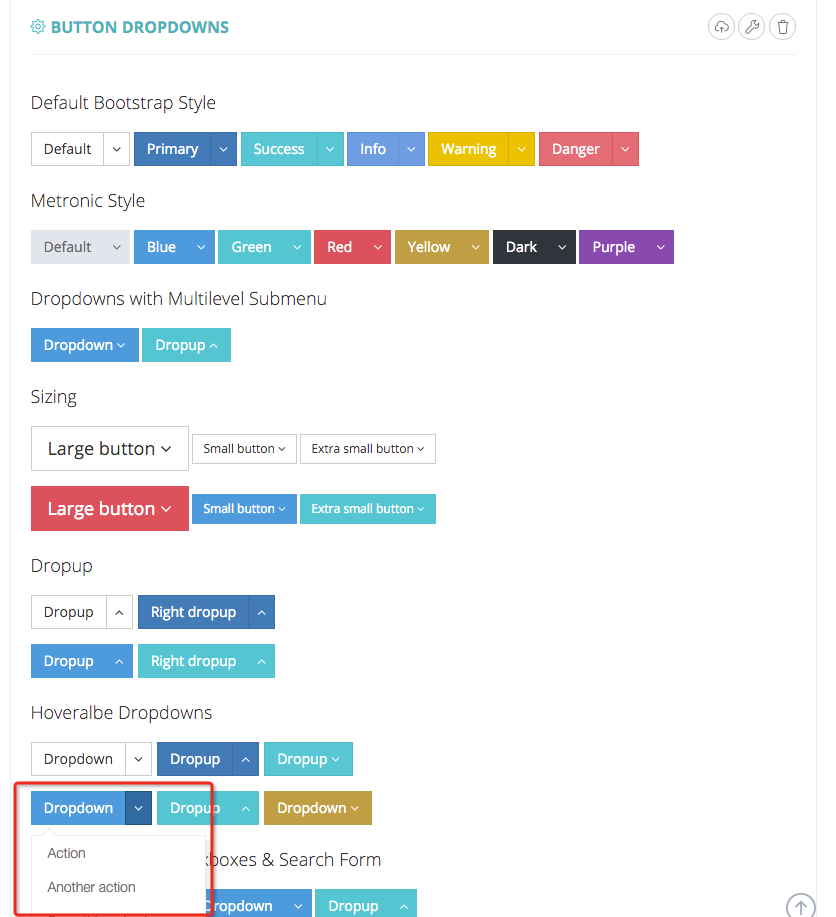 BUTTON DROPDOWNS
Default Bootstrap Style
Default Primary Success Info Warning Danger
Metronic Style
Default Blue Green Red Yellow Dark Purple
Dropdowns with Multilevel Submenu
Dropdown Dropup
Sizing
Large button Small button Extra small button
Large button Small button Extra small button
Dropup
Dropup Right dropup
Dropup Right dropup
Hoveralbe Dropdowns
Dropdown Dropup Dropup
Dropdown Dropup Dropdown
Action
kboxes & Search Form
Another action
Dropdown Dropup